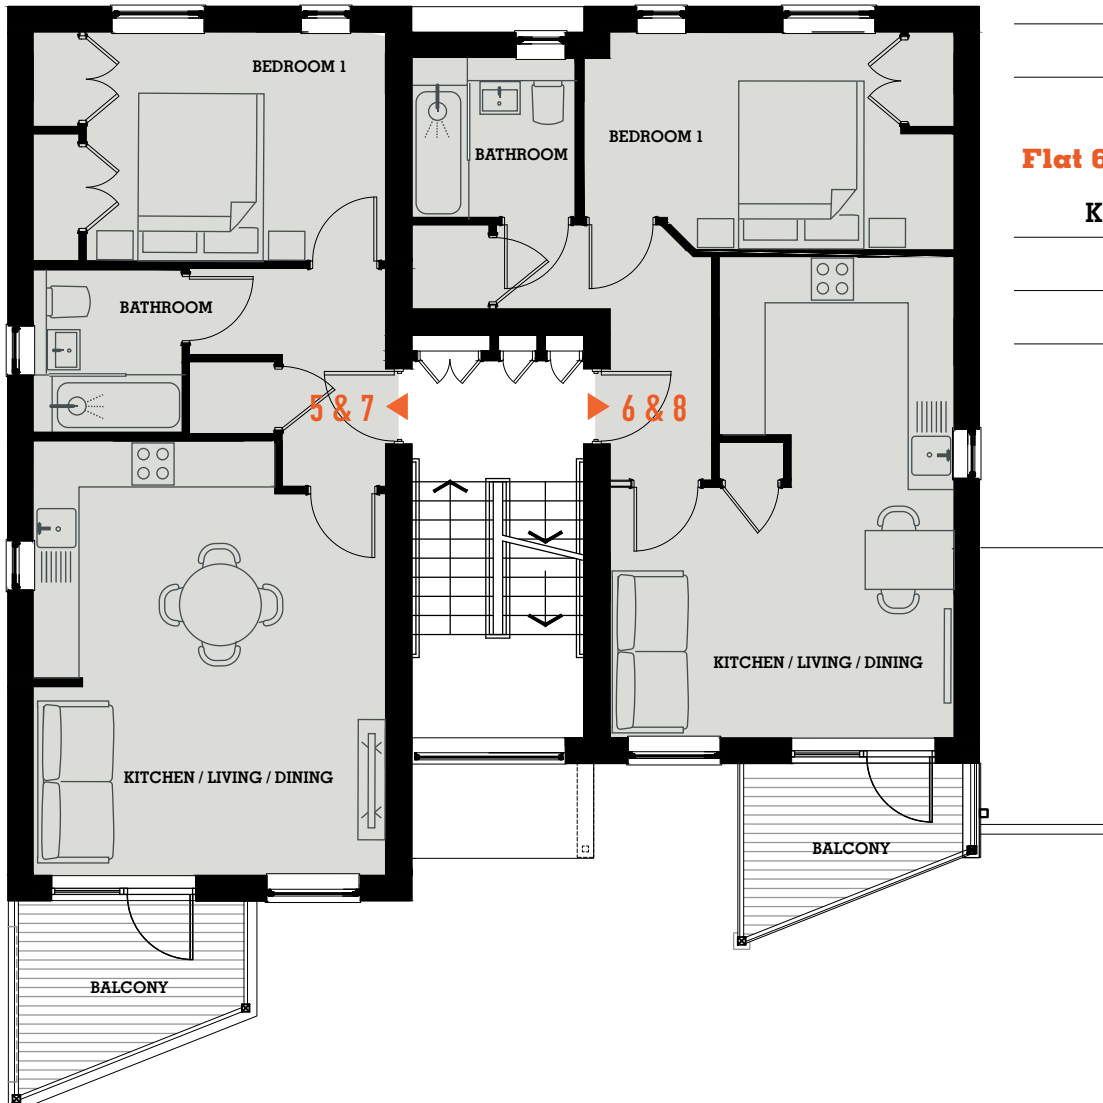 BEDROOM 1
BEDROOM 1
BATHROOM
Flat 6
K
BATHROOM
5 & 7
6 & 8
KITCHEN / LIVING / DINING
KITCHEN / LIVING / DINING
BALCONY
BALCONY